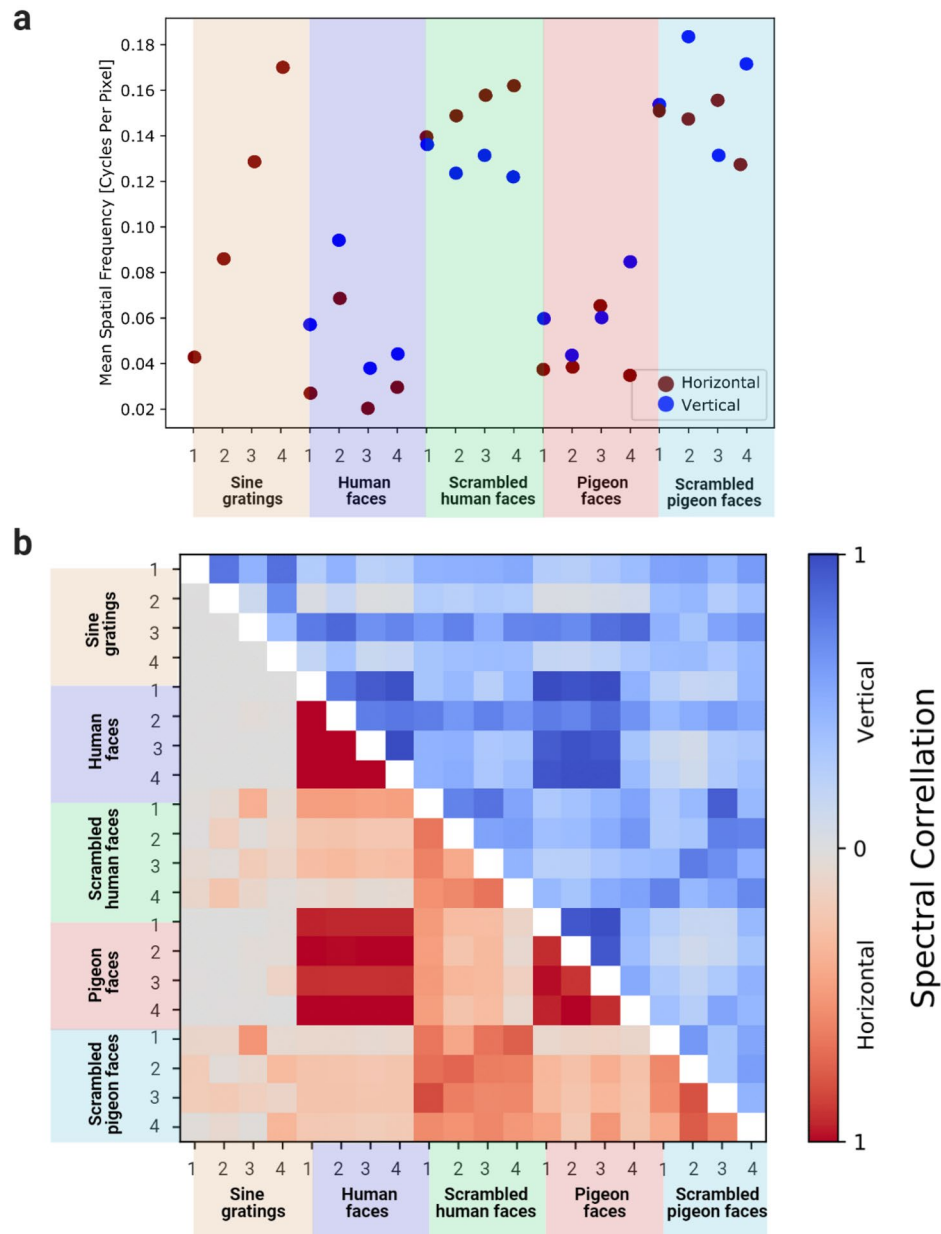 a
Mean Spatial Frequency [Cycles Per Pixel]
0.18
0.16
0.14
0.12
0.10
0.08
0.06
0.04
0.02
Horizontal
Vertical
1 2 3 4 1 2 3 4 1 2 3 4 1 2 3 4 1 2 3 4
Sine gratings
Human faces
Scrambled human faces
Pigeon faces
Scrambled pigeon faces
b
Sine gratings
1
2
3
4
Human faces
1
2
3
4
Scrambled human faces
1
2
3
4
Pigeon faces
1
2
3
4
Scrambled pigeon faces
1
2
3
4
1 2 3 4 1 2 3 4 1 2 3 4 1 2 3 4 1 2 3 4
Sine gratings
Human faces
Scrambled human faces
Pigeon faces
Scrambled pigeon faces
1
0
1
Vertical
Horizontal
Spectral Correllation